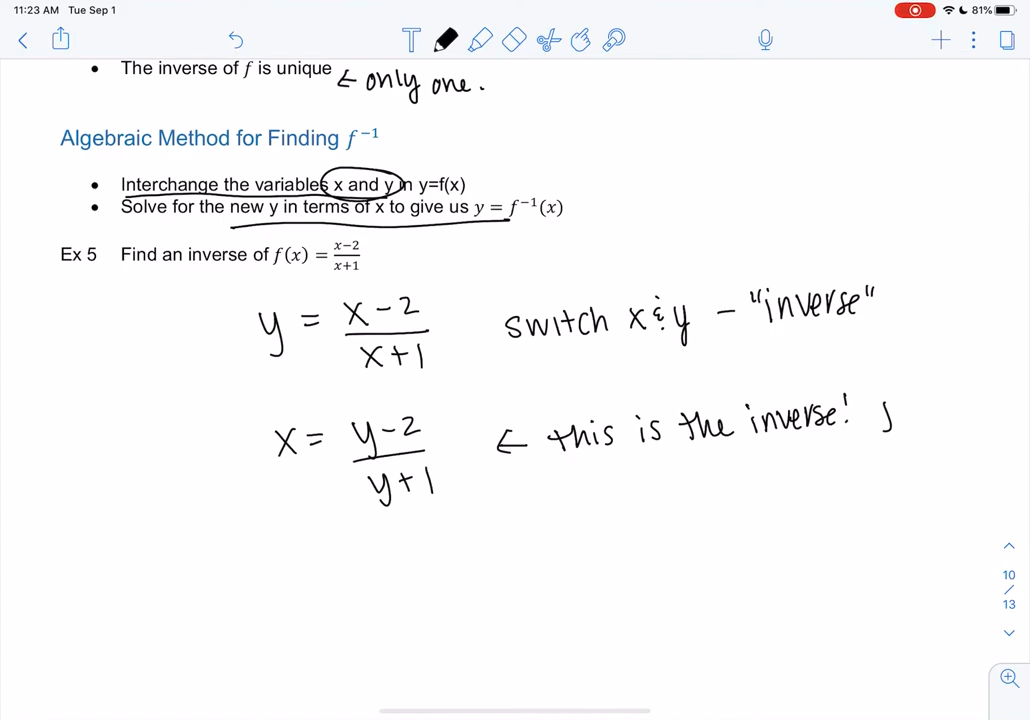 11:23 AM Tue Sep 1 81%
• The inverse of f is unique ← only one.
Algebraic Method for Finding f⁻¹
• Interchange the variables x and y in y=f(x)
• Solve for the new y in terms of x to give us y = f⁻¹(x)
Ex 5 Find an inverse of f(x) = (x−2)/(x+1)
y = (x−2)/(x+1) switch x & y – "inverse"
x = (y−2)/(y+1) ← this is the inverse!
10
/
13